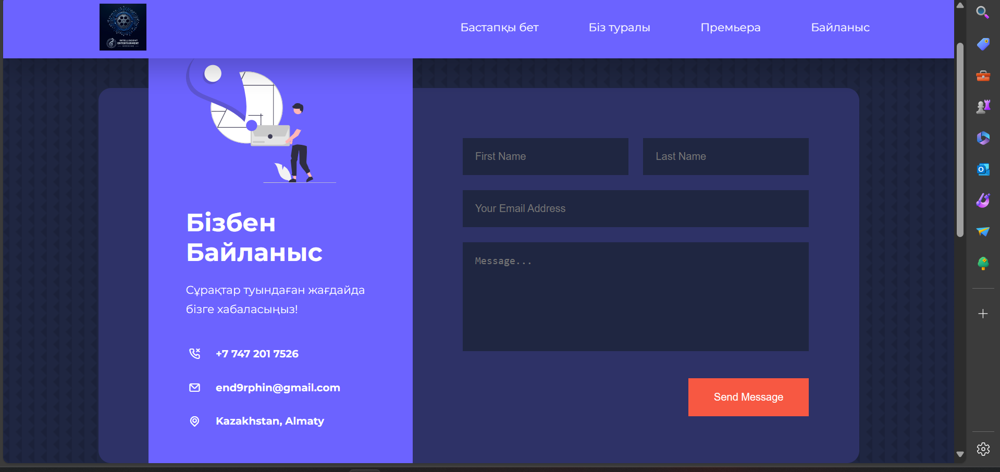 INTELLIGENT
ENTERTAINMENT
BOOKING
Бастапқы бет
Біз туралы
Премьера
Байланыс
Бізбен
Байланыс
Сұрақтар туындаған жағдайда
бізге хабаласыңыз!
+7 747 201 7526
end9rphin@gmail.com
Kazakhstan, Almaty
First Name
Last Name
Your Email Address
Message...
Send Message